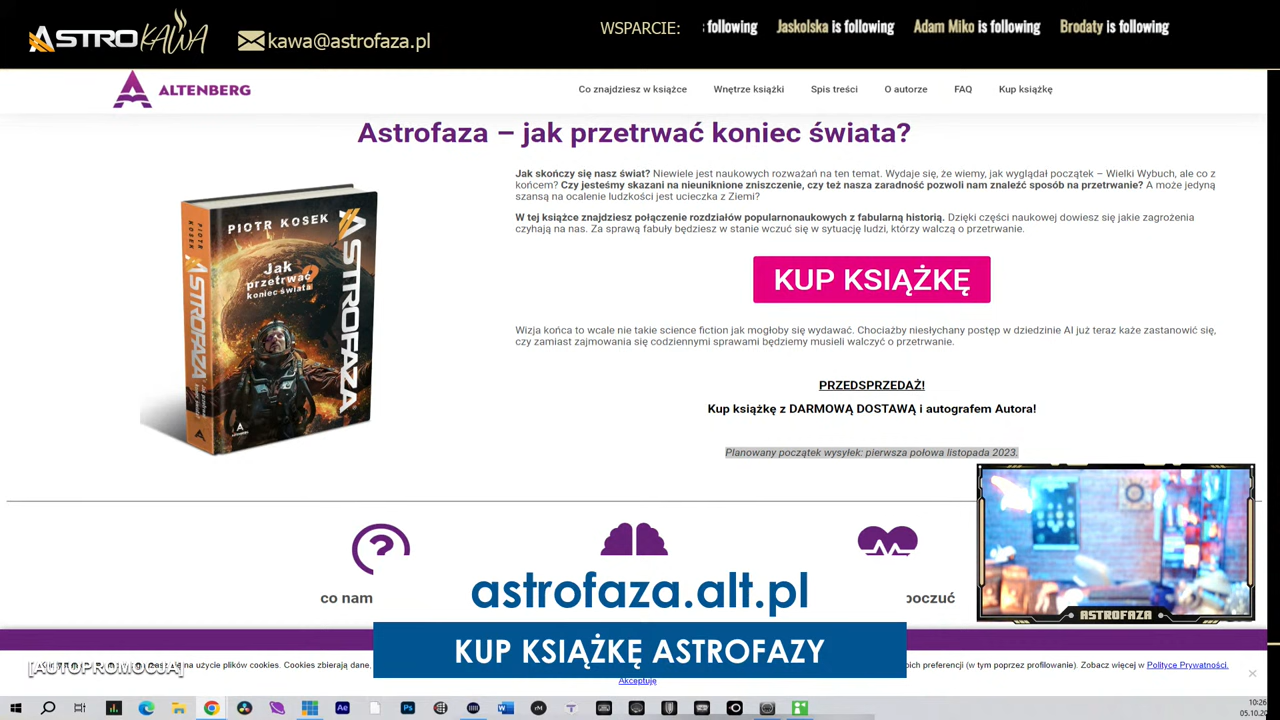 ASTROKAWA
kawa@astrofaza.pl
WSPARCIE:
following
Jaskolska is following
Adam Miko is following
Brodaty is following
ALTENBERG
Co znajdziesz w książce
Wnętrze książki
Spis treści
O autorze
FAQ
Kup książkę
Astrofaza – jak przetrwać koniec świata?
Jak skończy się nasz świat? Niewiele jest naukowych rozważań na ten temat. Wydaje się, że wiemy, jak wyglądał początek – Wielki Wybuch, ale co z
końcem? Czy jesteśmy skazani na nieuniknione zniszczenie, czy też nasza zaradność pozwoli nam znaleźć sposób na przetrwanie? A może jedyną
szansą na ocalenie ludzkości jest ucieczka z Ziemi?
W tej książce znajdziesz połączenie rozdziałów popularnonaukowych z fabularną historią. Dzięki części naukowej dowiesz się jakie zagrożenia
czyhają na nas. Za sprawą fabuły będziesz w stanie wczuć się w sytuację ludzi, którzy walczą o przetrwanie.
KUP KSIĄŻKĘ
Wizja końca to wcale nie takie science fiction jak mogłoby się wydawać. Chociażby niesłychany postęp w dziedzinie AI już teraz każe zastanowić się,
czy zamiast zajmowania się codziennymi sprawami będziemy musieli walczyć o przetrwanie.
PRZEDSPRZEDAŻ!
Kup książkę z DARMOWĄ DOSTAWĄ i autografem Autora!
Planowany początek wysyłek: pierwsza połowa listopada 2023.
PIOTR KOSEK
Jak
przetrwać
koniec świata?
ASTROFAZA
PIOTR
KOSEK
ASTROFAZA
co nam
poczuć
ASTROFAZA
astrofaza.alt.pl
KUP KSIĄŻKĘ ASTROFAZY
[AUTOPROMOCJA]
na użycie plików cookies. Cookies zbierają dane,
oich preferencji (w tym poprzez profilowanie). Zobacz więcej w Polityce Prywatności.
Akceptuję
10:26
05.10.20